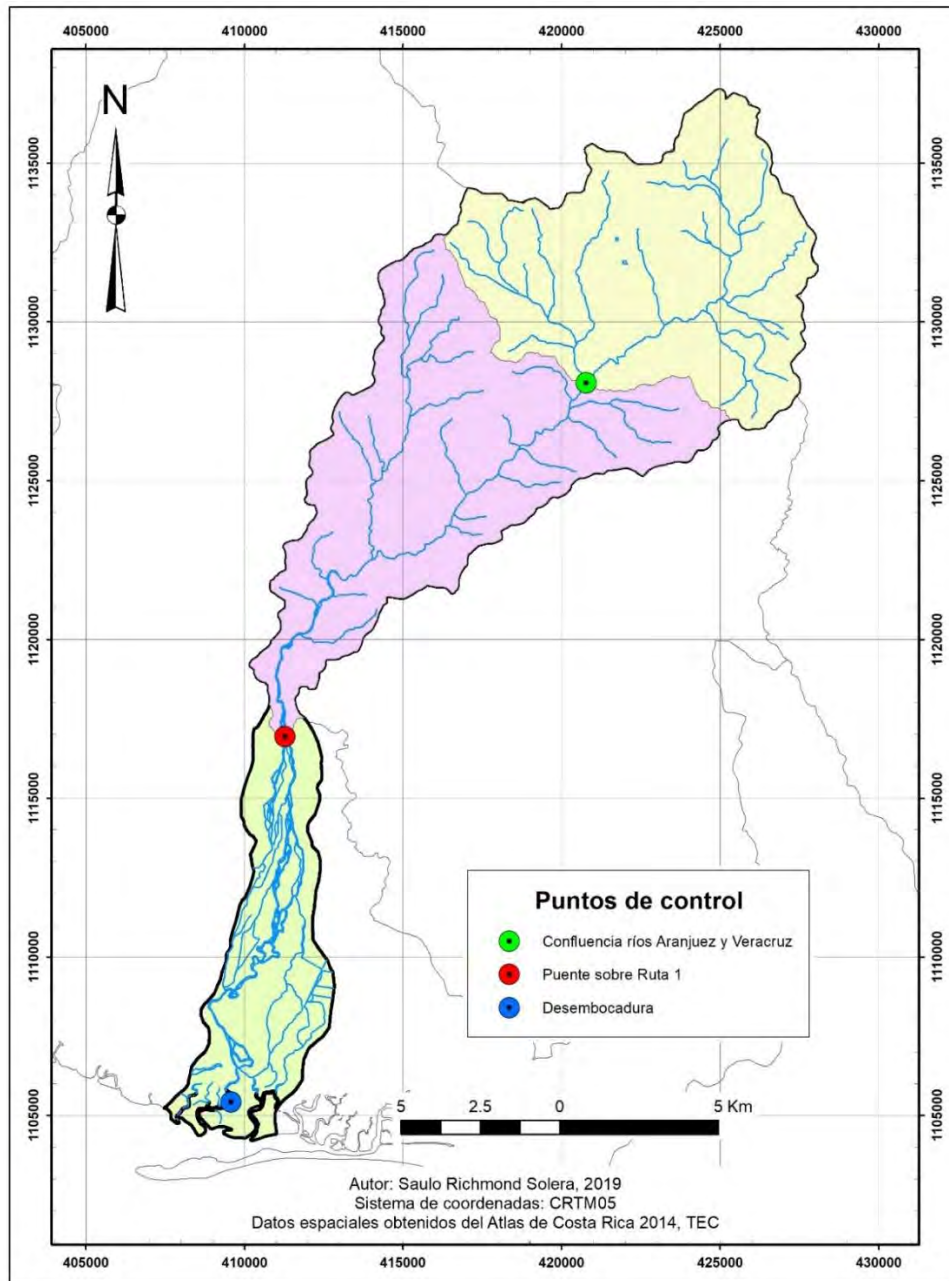 405000 410000 415000 420000 425000 430000
N
1135000 1135000
1130000 1130000
1125000 1125000
1120000 1120000
1115000 1115000
1110000 1110000
1105000 1105000
Puntos de control
Confluencia ríos Aranjuez y Veracruz
Puente sobre Ruta 1
Desembocadura
5 2.5 0 5 Km
Autor: Saulo Richmond Solera, 2019
Sistema de coordenadas: CRTM05
Datos espaciales obtenidos del Atlas de Costa Rica 2014, TEC
405000 410000 415000 420000 425000 430000